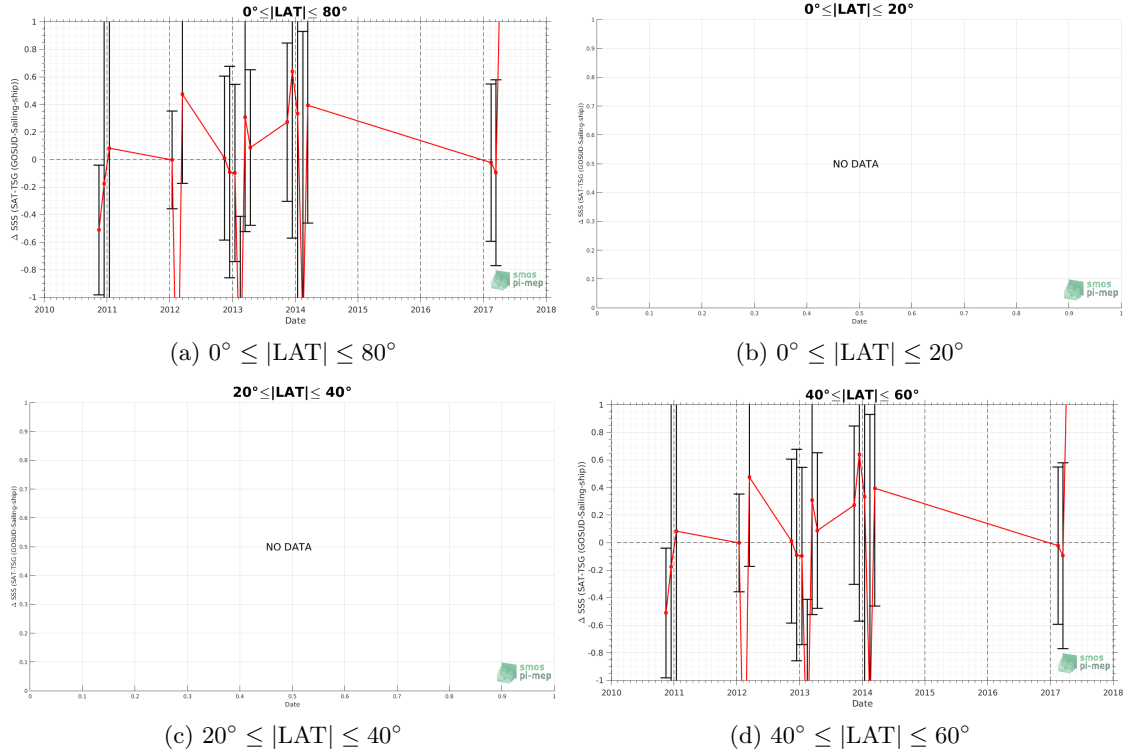 0°≤|LAT|≤ 80°
1
0.8
0.6
0.4
0.2
0
-0.2
-0.4
-0.6
-0.8
-1
Δ SSS (SAT-TSG (GOSUD-Sailing-ship))
2010 2011 2012 2013 2014 2015 2016 2017 2018
Date
smos
pi-mep
(a) 0° ≤ |LAT| ≤ 80°
0°≤|LAT|≤ 20°
1
0.9
0.8
0.7
0.6
0.5
0.4
0.3
0.2
0.1
0
Δ SSS (SAT-TSG (GOSUD-Sailing-ship))
NO DATA
0 0.1 0.2 0.3 0.4 0.5 0.6 0.7 0.8 0.9 1
Date
smos
pi-mep
(b) 0° ≤ |LAT| ≤ 20°
20°≤|LAT|≤ 40°
1
0.9
0.8
0.7
0.6
0.5
0.4
0.3
0.2
0.1
0
Δ SSS (SAT-TSG (GOSUD-Sailing-ship))
NO DATA
0 0.1 0.2 0.3 0.4 0.5 0.6 0.7 0.8 0.9 1
Date
smos
pi-mep
(c) 20° ≤ |LAT| ≤ 40°
40°≤|LAT|≤ 60°
1
0.8
0.6
0.4
0.2
0
-0.2
-0.4
-0.6
-0.8
-1
Δ SSS (SAT-TSG (GOSUD-Sailing-ship))
2010 2011 2012 2013 2014 2015 2016 2017 2018
Date
smos
pi-mep
(d) 40° ≤ |LAT| ≤ 60°